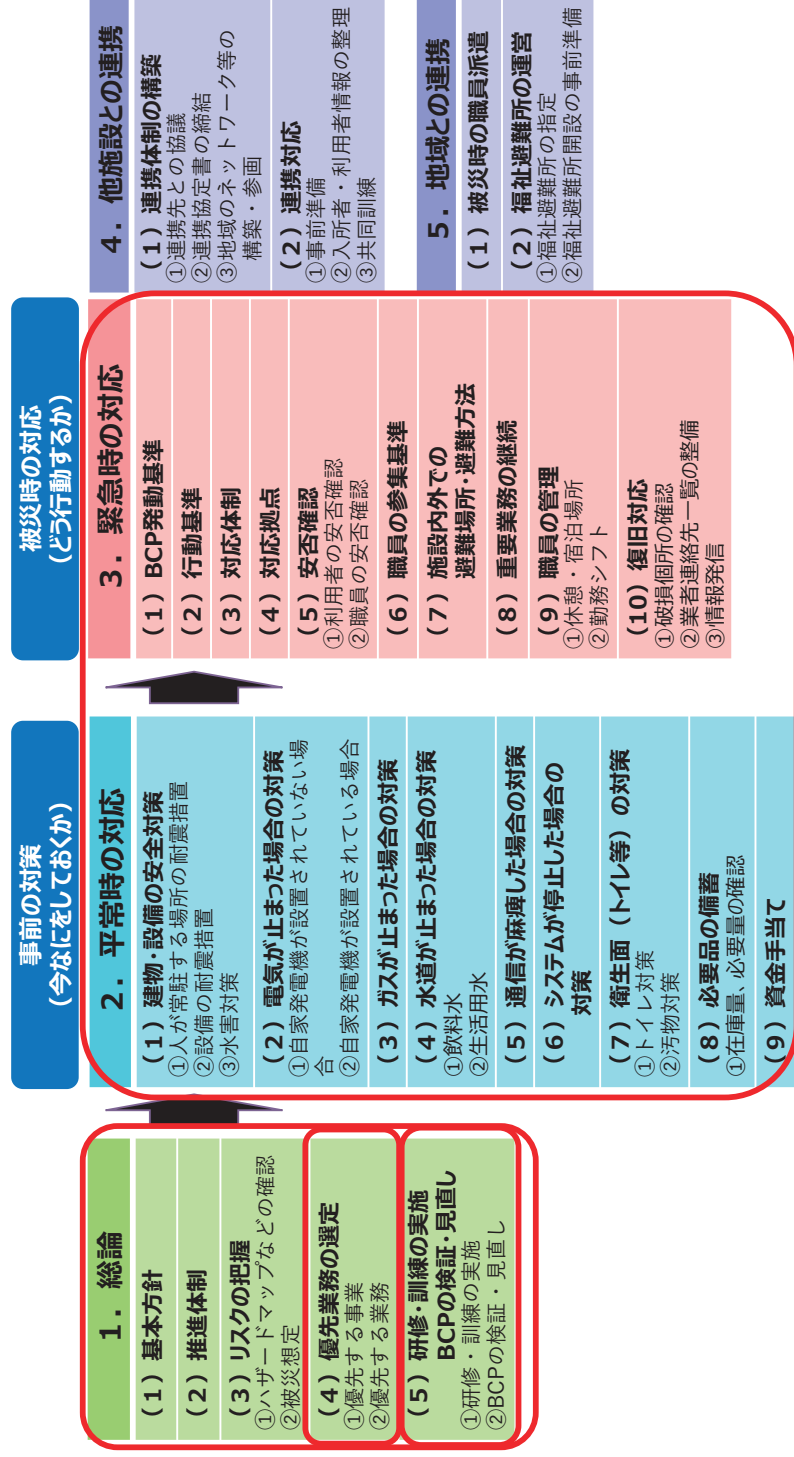 1．総論
（1）基本方針
（2）推進体制
（3）リスクの把握
①ハザードマップなどの確認
②被災想定
（4）優先業務の選定
①優先する事業
②優先する業務
（5）研修・訓練の実施
BCPの検証・見直し
①研修・訓練の実施
②BCPの検証・見直し
事前の対策
（今なにをしておくか）
2．平常時の対応
（1）建物・設備の安全対策
①人が常駐する場所の耐震措置
②設備の耐震措置
③水害対策
（2）電気が止まった場合の対策
①自家発電機が設置されていない場
合
②自家発電機が設置されている場合
（3）ガスが止まった場合の対策
（4）水道が止まった場合の対策
①飲料水
②生活用水
（5）通信が麻痺した場合の対策
（6）システムが停止した場合の
対策
（7）衛生面（トイレ等）の対策
①トイレ対策
②汚物対策
（8）必要品の備蓄
①在庫量、必要量の確認
（9）資金手当て
被災時の対応
（どう行動するか）
3．緊急時の対応
（1）BCP発動基準
（2）行動基準
（3）対応体制
（4）対応拠点
（5）安否確認
①利用者の安否確認
②職員の安否確認
（6）職員の参集基準
（7）施設内外での
避難場所・避難方法
（8）重要業務の継続
（9）職員の管理
①休憩・宿泊場所
②勤務シフト
（10）復旧対応
①破損個所の確認
②業者連絡先一覧の整備
③情報発信
4．他施設との連携
（1）連携体制の構築
①連携先との協議
②連携協定書の締結
③地域のネットワーク等の
構築・参画
（2）連携対応
①事前準備
②入所者・利用者情報の整理
③共同訓練
5．地域との連携
（1）被災時の職員派遣
（2）福祉避難所の運営
①福祉避難所の指定
②福祉避難所開設の事前準備